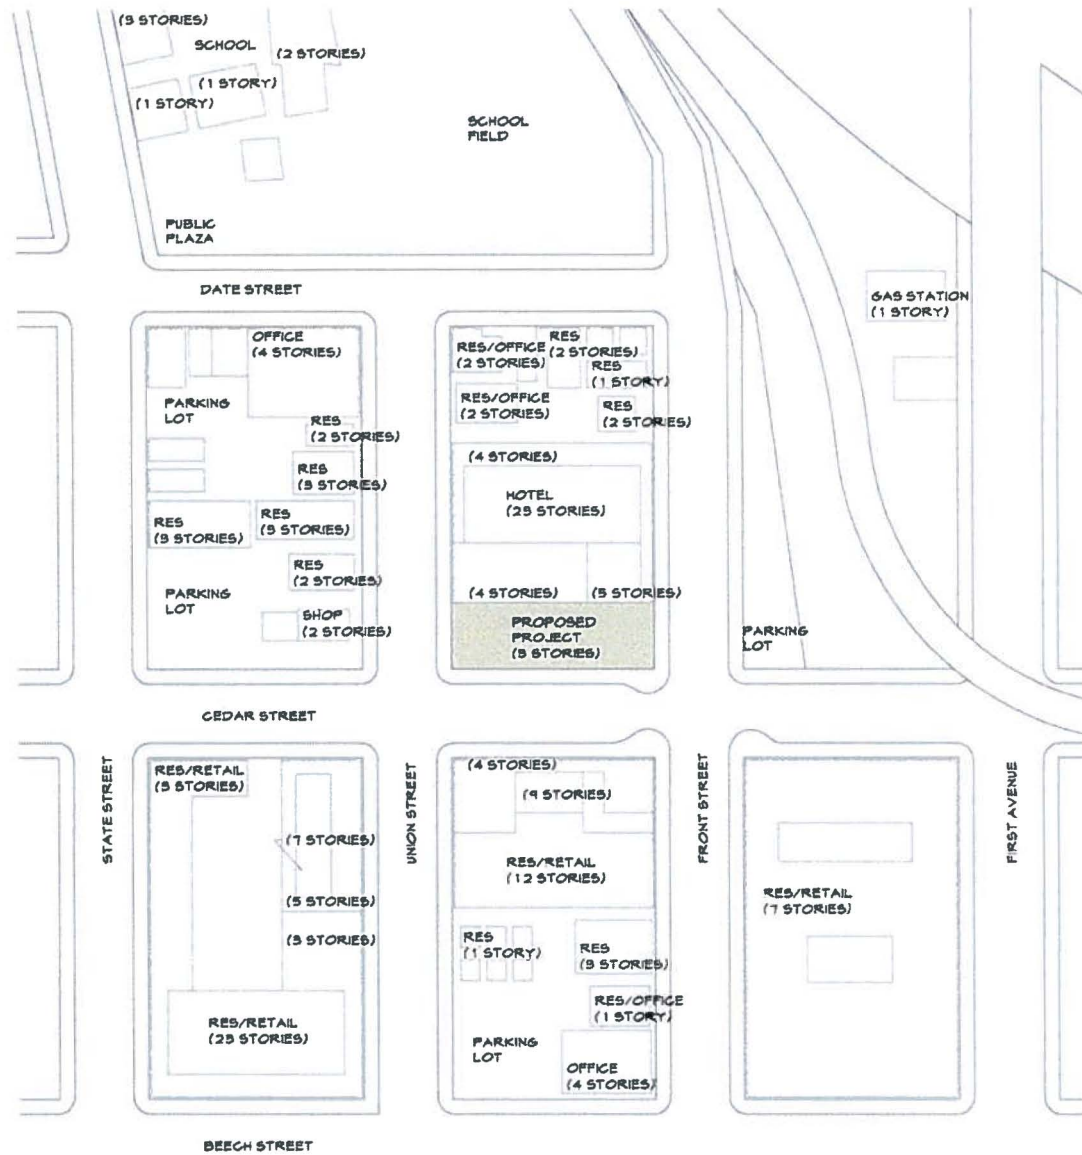 (3 STORIES)
SCHOOL
(2 STORIES)
(1 STORY)
(1 STORY)
SCHOOL
FIELD
PUBLIC
PLAZA
DATE STREET
GAS STATION
(1 STORY)
OFFICE
(4 STORIES)
PARKING
LOT
RES
(2 STORIES)
RES
(3 STORIES)
RES
(3 STORIES)
RES
(3 STORIES)
RES
(2 STORIES)
PARKING
LOT
SHOP
(2 STORIES)
RES/OFFICE
(2 STORIES)
RES
(2 STORIES)
RES
(1 STORY)
RES/OFFICE
(2 STORIES)
RES
(2 STORIES)
(4 STORIES)
HOTEL
(23 STORIES)
(4 STORIES)
(5 STORIES)
PROPOSED
PROJECT
(3 STORIES)
PARKING
LOT
CEDAR STREET
STATE STREET
UNION STREET
FRONT STREET
FIRST AVENUE
RES/RETAIL
(5 STORIES)
(7 STORIES)
(5 STORIES)
(3 STORIES)
RES/RETAIL
(23 STORIES)
(4 STORIES)
(9 STORIES)
RES/RETAIL
(12 STORIES)
RES
(1 STORY)
RES
(3 STORIES)
RES/OFFICE
(1 STORY)
PARKING
LOT
OFFICE
(4 STORIES)
RES/RETAIL
(7 STORIES)
BEECH STREET